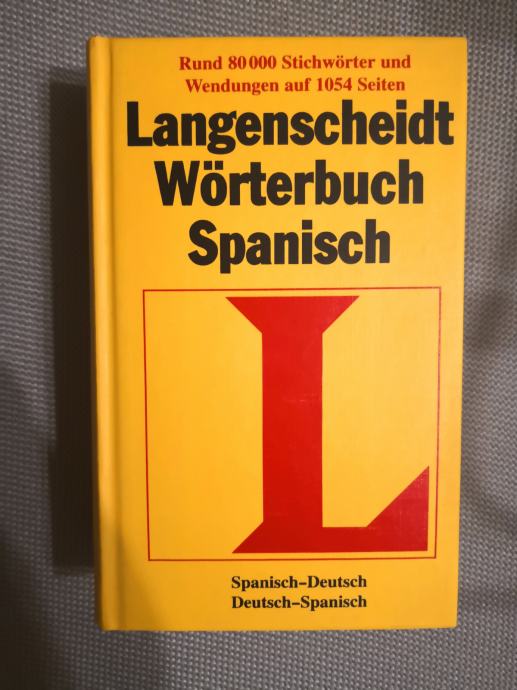 Rund 80 000 Stichwörter und
Wendungen auf 1054 Seiten
Langenscheidt
Wörterbuch
Spanisch
L
Spanisch–Deutsch
Deutsch–Spanisch